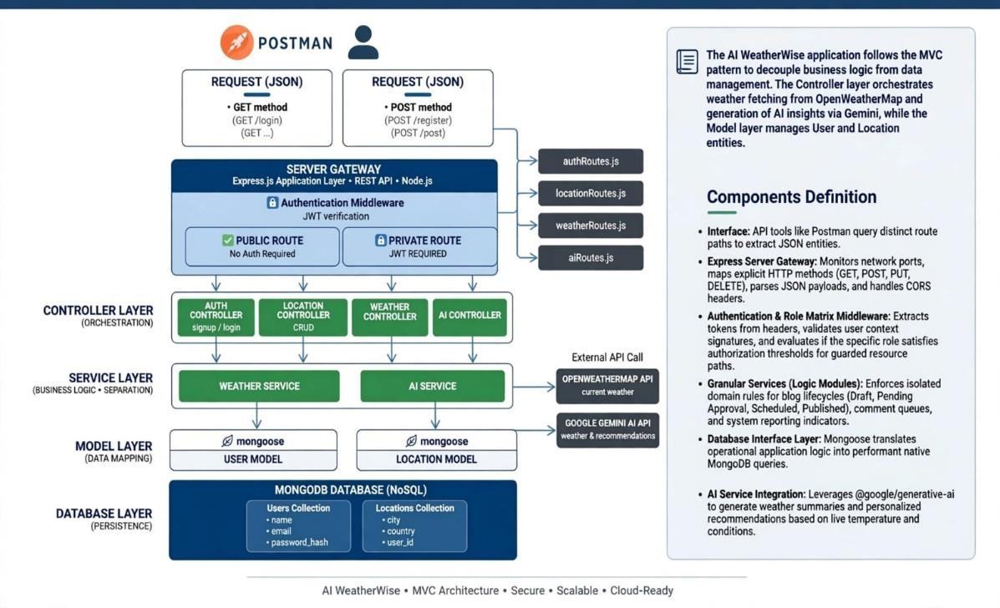 POSTMAN
REQUEST (JSON)
• GET method
(GET /login)
(GET ...)
REQUEST (JSON)
• POST method
(POST /register)
(POST /post)
SERVER GATEWAY
Express.js Application Layer • REST API • Node.js
Authentication Middleware
JWT verification
PUBLIC ROUTE
No Auth Required
PRIVATE ROUTE
JWT REQUIRED
authRoutes.js
locationRoutes.js
weatherRoutes.js
aiRoutes.js
CONTROLLER LAYER
(ORCHESTRATION)
AUTH
CONTROLLER
signup / login
LOCATION
CONTROLLER
CRUD
WEATHER
CONTROLLER
AI CONTROLLER
SERVICE LAYER
(BUSINESS LOGIC • SEPARATION)
WEATHER SERVICE
AI SERVICE
External API Call
OPENWEATHERMAP API
current weather
GOOGLE GEMINI AI API
weather & recommendations
MODEL LAYER
(DATA MAPPING)
mongoose
USER MODEL
mongoose
LOCATION MODEL
DATABASE LAYER
(PERSISTENCE)
MONGODB DATABASE (NoSQL)
Users Collection
• name
• email
• password_hash
Locations Collection
• city
• country
• user_id
The AI WeatherWise application follows the MVC
pattern to decouple business logic from data
management. The Controller layer orchestrates
weather fetching from OpenWeatherMap and
generation of AI insights via Gemini, while the
Model layer manages User and Location
entities.
Components Definition
• Interface: API tools like Postman query distinct route
paths to extract JSON entities.
• Express Server Gateway: Monitors network ports,
maps explicit HTTP methods (GET, POST, PUT,
DELETE), parses JSON payloads, and handles CORS
headers.
• Authentication & Role Matrix Middleware: Extracts
tokens from headers, validates user context
signatures, and evaluates if the specific role satisfies
authorization thresholds for guarded resource
paths.
• Granular Services (Logic Modules): Enforces isolated
domain rules for blog lifecycles (Draft, Pending
Approval, Scheduled, Published), comment queues,
and system reporting indicators.
• Database Interface Layer: Mongoose translates
operational application logic into performant native
MongoDB queries.
• AI Service Integration: Leverages @google/generative-ai
to generate weather summaries and personalized
recommendations based on live temperature and
conditions.
AI WeatherWise • MVC Architecture • Secure • Scalable • Cloud-Ready